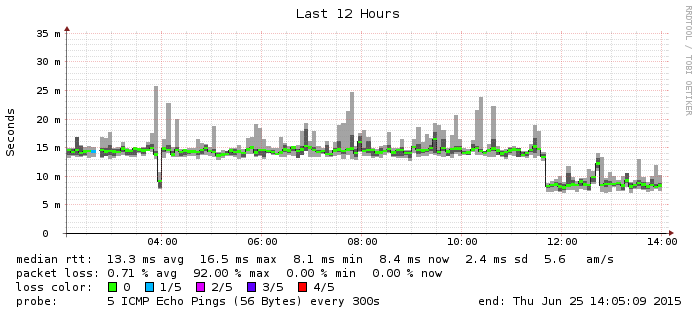 Last 12 Hours
RRDTOOL / TOBI OETIKER
Seconds
35 m
30 m
25 m
20 m
15 m
10 m
5 m
0
04:00 06:00 08:00 10:00 12:00 14:00
median rtt: 13.3 ms avg 16.5 ms max 8.1 ms min 8.4 ms now 2.4 ms sd 5.6 am/s
packet loss: 0.71 % avg 92.00 % max 0.00 % min 0.00 % now
loss color: 0 1/5 2/5 3/5 4/5
probe: 5 ICMP Echo Pings (56 Bytes) every 300s end: Thu Jun 25 14:05:09 2015